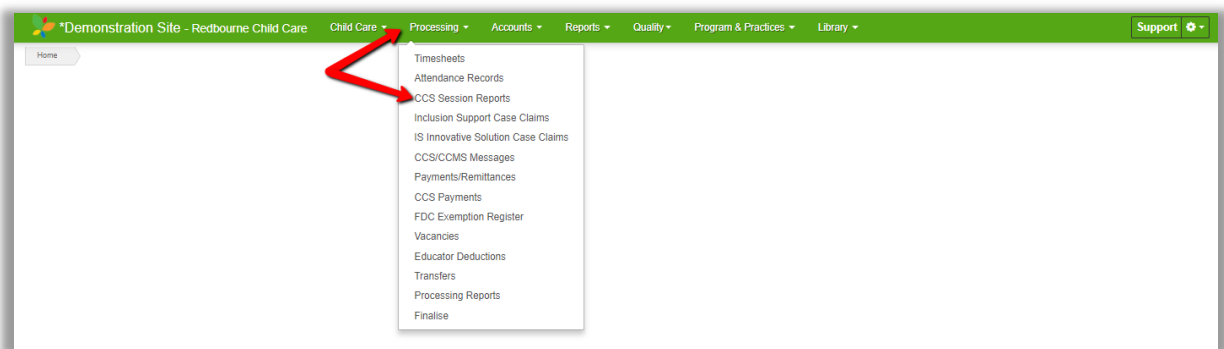 *Demonstration Site - Redbourne Child Care Child Care Processing Accounts Reports Quality Program & Practices Library Support
Home
Timesheets
Attendance Records
CCS Session Reports
Inclusion Support Case Claims
IS Innovative Solution Case Claims
CCS/CCMS Messages
Payments/Remittances
CCS Payments
FDC Exemption Register
Vacancies
Educator Deductions
Transfers
Processing Reports
Finalise